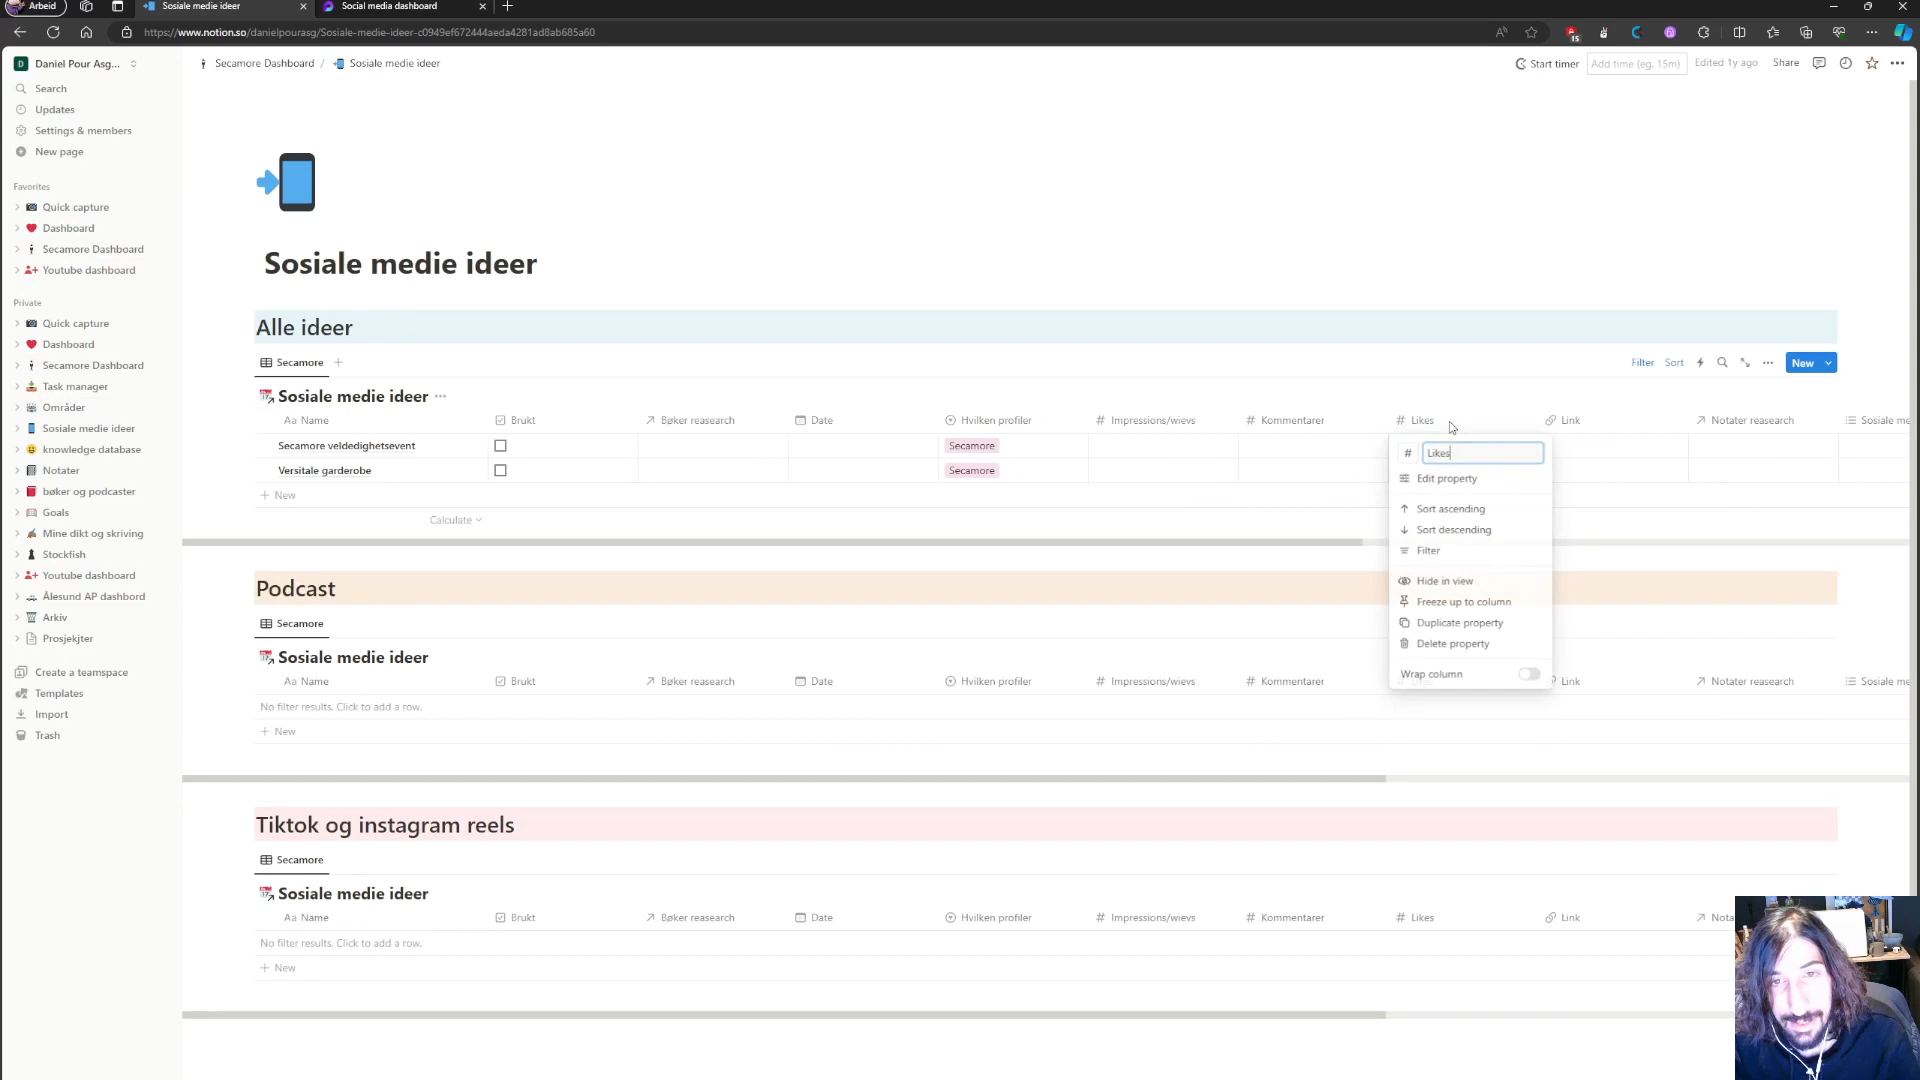 Arbeid
Sosiale medie ideer
Social media dashboard
https://www.notion.so/danielpourasg/Sosiale-medie-ideer-c0949ef672444aeda4281ad8ab685a60
15
D Daniel Pour Asg...
Search
Updates
Settings & members
New page
Favorites
Quick capture
Dashboard
Secamore Dashboard
Youtube dashboard
Private
Quick capture
Dashboard
Secamore Dashboard
Task manager
Områder
Sosiale medie ideer
knowledge database
Notater
bøker og podcaster
Goals
Mine dikt og skriving
Stockfish
Youtube dashboard
Ålesund AP dashbord
Arkiv
Prosjekjter
Create a teamspace
Templates
Import
Trash
Secamore Dashboard / Sosiale medie ideer
Start timer Add time (eg. 15m) Edited 1y ago Share
Sosiale medie ideer
Alle ideer
Secamore
Filter Sort New
Sosiale medie ideer
Aa Name Brukt Bøker reasearch Date Hvilken profiler # Impressions/wievs # Kommentarer # Likes Link Notater reasearch Sosiale me
Secamore veldedighetsevent Secamore
Versitale garderobe Secamore
+ New
Calculate
# Likes
Edit property
Sort ascending
Sort descending
Filter
Hide in view
Freeze up to column
Duplicate property
Delete property
Wrap column
Podcast
Secamore
Sosiale medie ideer
Aa Name Brukt Bøker reasearch Date Hvilken profiler # Impressions/wievs # Kommentarer Link Notater reasearch Sosiale me
No filter results. Click to add a row.
+ New
Tiktok og instagram reels
Secamore
Sosiale medie ideer
Aa Name Brukt Bøker reasearch Date Hvilken profiler # Impressions/wievs # Kommentarer # Likes Link Nota
No filter results. Click to add a row.
+ New